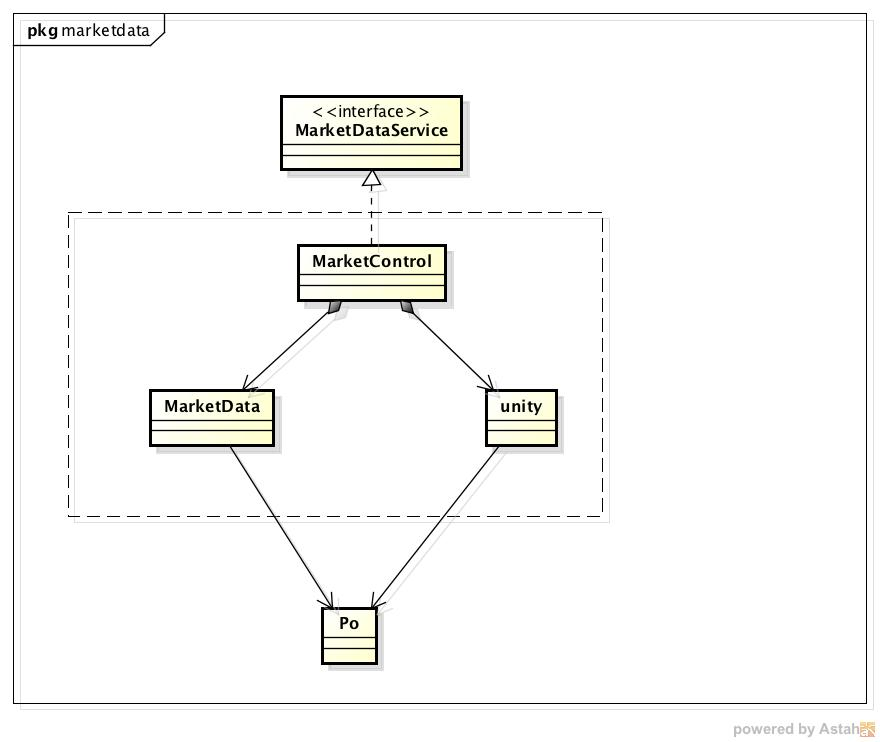 pkg marketdata
<<interface>>
MarketDataService
MarketControl
MarketData
unity
Po
powered by Astah